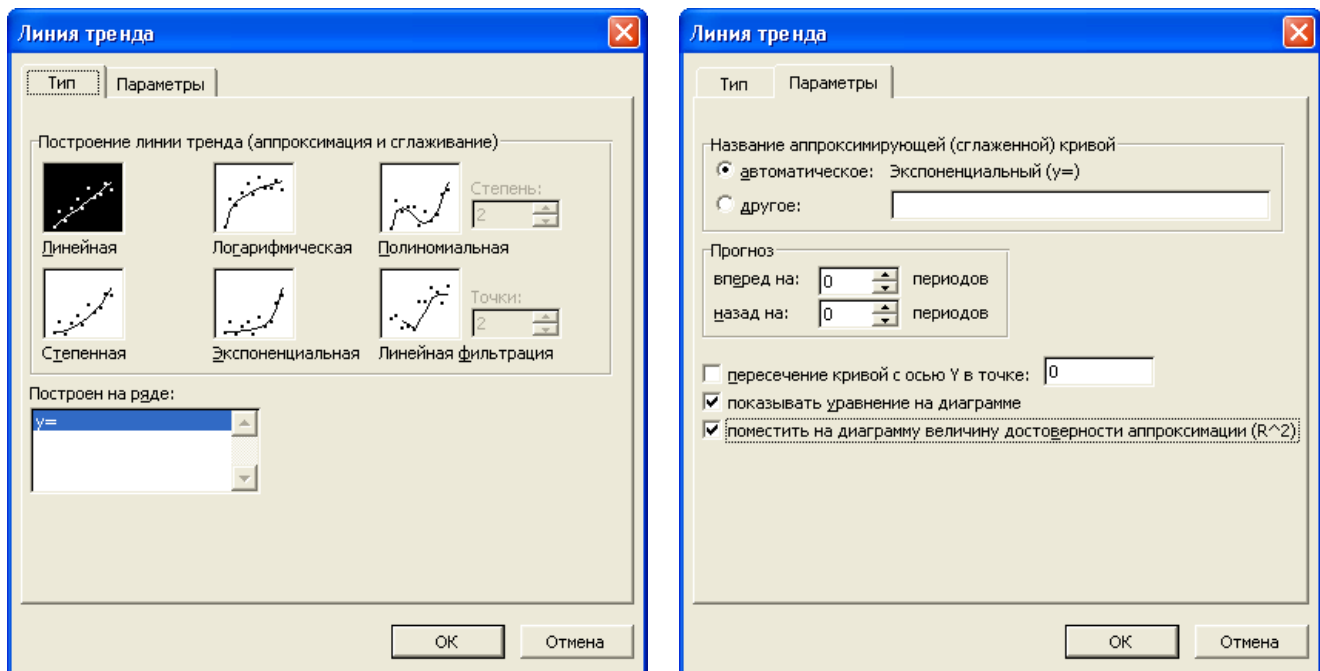 Линия тренда
Тип Параметры
Построение линии тренда (аппроксимация и сглаживание)
Степень:
2
Линейная Логарифмическая Полиномиальная
Точки:
2
Степенная Экспоненциальная Линейная фильтрация
Построен на ряде:
y=
ОК Отмена
Линия тренда
Тип Параметры
Название аппроксимирующей (сглаженной) кривой
автоматическое: Экспоненциальный (y=)
другое:
Прогноз
вперед на: 0 периодов
назад на: 0 периодов
пересечение кривой с осью Y в точке: 0
показывать уравнение на диаграмме
поместить на диаграмму величину достоверности аппроксимации (R^2)
ОК Отмена